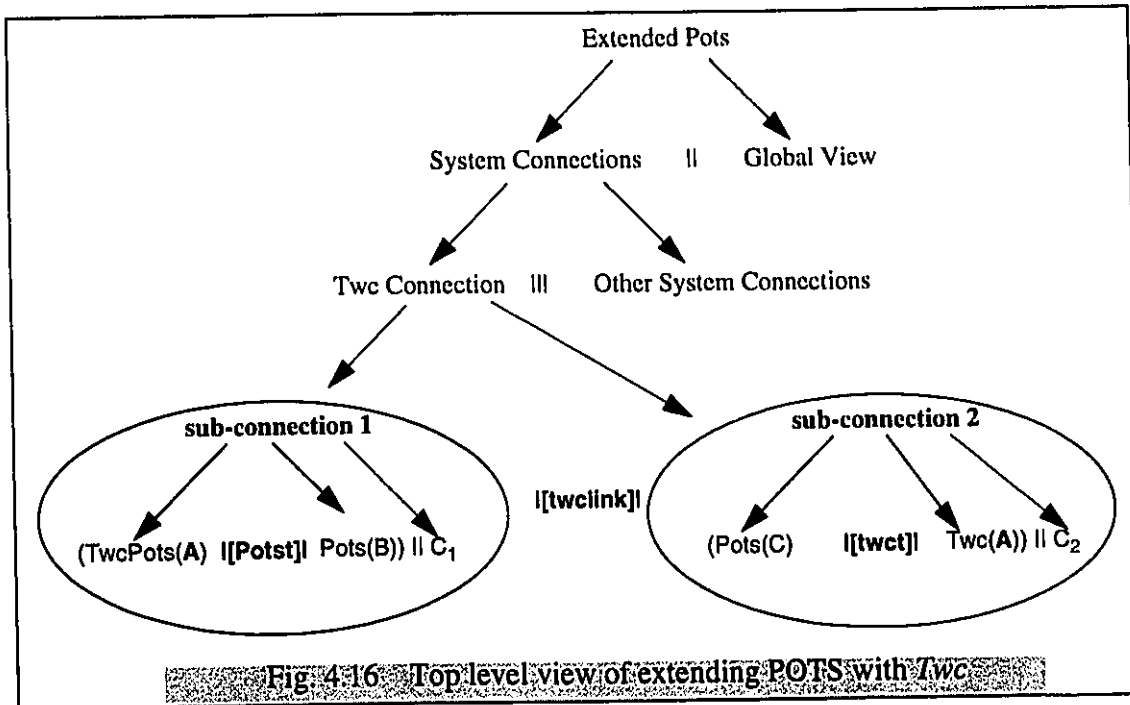 Extended Pots
System Connections || Global View
Twc Connection ||| Other System Connections
sub-connection 1
sub-connection 2
|[twclink]|
(TwcPots(A) |[Potst]| Pots(B)) || C₁
(Pots(C) |[twct]| Twc(A)) || C₂
Fig. 4.16 Top level view of extending POTS with Twc